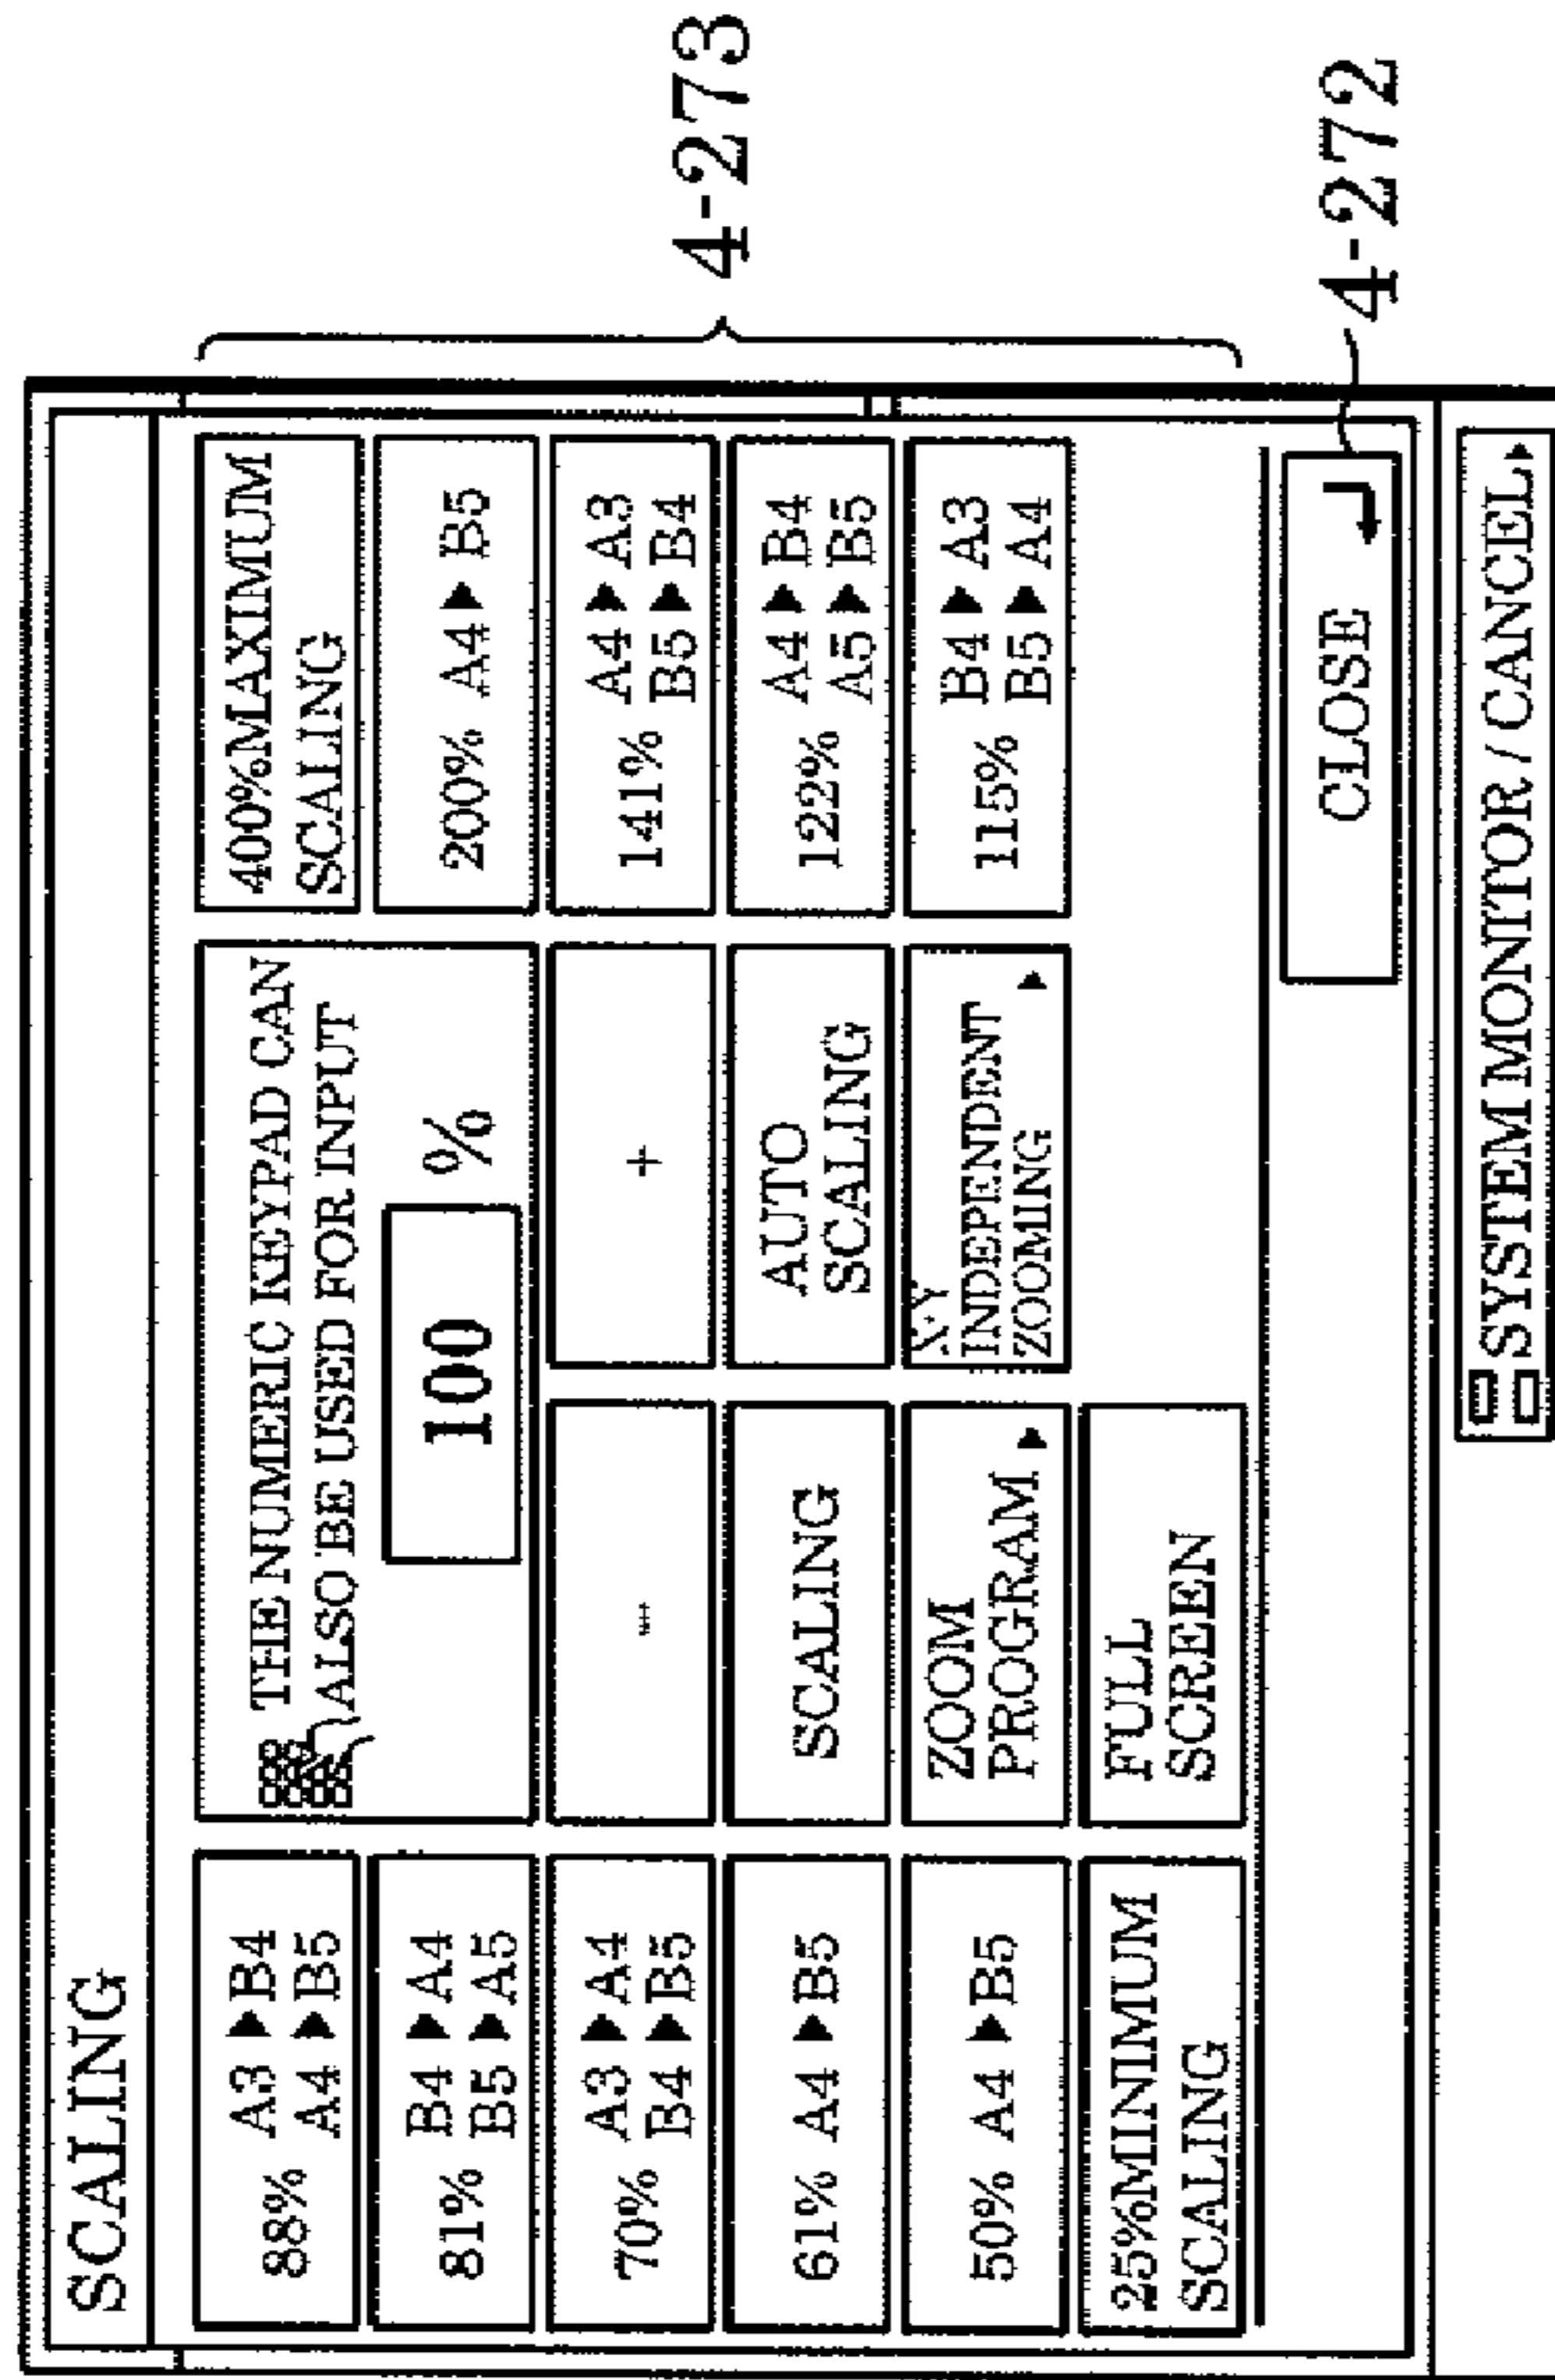 SCALING
88% A3 ▶ B4
A4 ▶ B5
81% B4 ▶ A4
B5 ▶ A5
70% A3 ▶ A4
B4 ▶ B5
61% A4 ▶ B5
50% A4 ▶ B5
25%MINIMUM
SCALING
THE NUMERIC KEYPAD CAN
ALSO BE USED FOR INPUT
100 %
-
+
SCALING
AUTO
SCALING
ZOOM
PROGRAM ▶
X·Y
INDEPENDENT
ZOOMING ▶
FULL
SCREEN
400%MAXIMUM
SCALING
200% A4 ▶ B5
141% A4 ▶ A3
B5 ▶ B4
122% A4 ▶ B4
A5 ▶ B5
115% B4 ▶ A3
B5 ▶ A4
CLOSE
SYSTEM MONITOR / CANCEL ▶
4-273
4-272